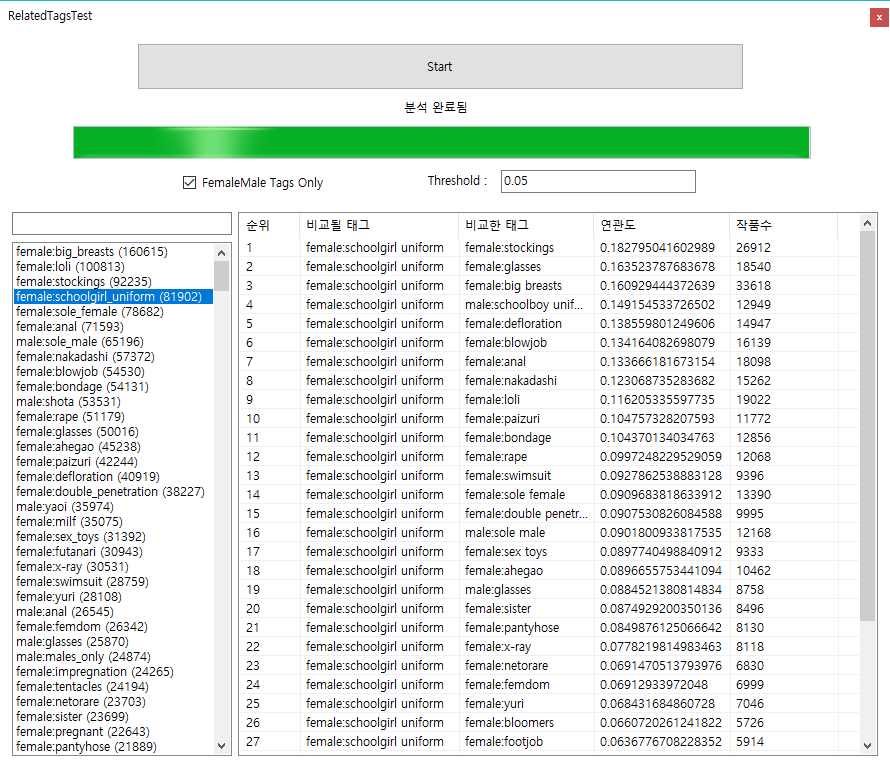 RelatedTagsTest
x
Start
분석 완료됨
FemaleMale Tags Only
Threshold :
0.05
female:big_breasts (160615)
female:loli (100813)
female:stockings (92235)
female:schoolgirl_uniform (81902)
female:sole_female (78682)
female:anal (71593)
male:sole_male (65196)
female:nakadashi (57372)
female:blowjob (54530)
female:bondage (54131)
male:shota (53531)
female:rape (51179)
female:glasses (50016)
female:ahegao (45238)
female:paizuri (42244)
female:defloration (40919)
female:double_penetration (38227)
male:yaoi (35974)
female:milf (35075)
female:sex_toys (31392)
female:futanari (30943)
female:x-ray (30531)
female:swimsuit (28759)
female:yuri (28108)
male:anal (26545)
female:femdom (26342)
male:glasses (25870)
male:males_only (24874)
female:impregnation (24265)
female:tentacles (24194)
female:netorare (23703)
female:sister (23699)
female:pregnant (22643)
female:pantyhose (21889)
순위 비교될 태그 비교한 태그 연관도 작품수
1 female:schoolgirl uniform female:stockings 0.182795041602989 26912
2 female:schoolgirl uniform female:glasses 0.163523787683678 18540
3 female:schoolgirl uniform female:big breasts 0.160929444372639 33618
4 female:schoolgirl uniform male:schoolboy unif... 0.149154533726502 12949
5 female:schoolgirl uniform female:defloration 0.138559801249606 14947
6 female:schoolgirl uniform female:blowjob 0.134164082698079 16139
7 female:schoolgirl uniform female:anal 0.133666181673154 18098
8 female:schoolgirl uniform female:nakadashi 0.123068735283682 15262
9 female:schoolgirl uniform female:loli 0.116205335597735 19022
10 female:schoolgirl uniform female:paizuri 0.104757328207593 11772
11 female:schoolgirl uniform female:bondage 0.104370134034763 12856
12 female:schoolgirl uniform female:rape 0.0997248229529059 12068
13 female:schoolgirl uniform female:swimsuit 0.0927862538883128 9396
14 female:schoolgirl uniform female:sole female 0.0909683818633912 13390
15 female:schoolgirl uniform female:double penetr... 0.0907530826084588 9995
16 female:schoolgirl uniform male:sole male 0.0901800933817535 12168
17 female:schoolgirl uniform female:sex toys 0.0897740498840912 9333
18 female:schoolgirl uniform female:ahegao 0.0896655753441094 10462
19 female:schoolgirl uniform male:glasses 0.0884521380814834 8758
20 female:schoolgirl uniform female:sister 0.0874929200350136 8496
21 female:schoolgirl uniform female:pantyhose 0.0849876125066642 8130
22 female:schoolgirl uniform female:x-ray 0.0778219814983463 8118
23 female:schoolgirl uniform female:netorare 0.0691470513793976 6830
24 female:schoolgirl uniform female:femdom 0.06912933972048 6999
25 female:schoolgirl uniform female:yuri 0.068431684860728 7046
26 female:schoolgirl uniform female:bloomers 0.0660720261241822 5726
27 female:schoolgirl uniform female:footjob 0.0636776708228352 5914